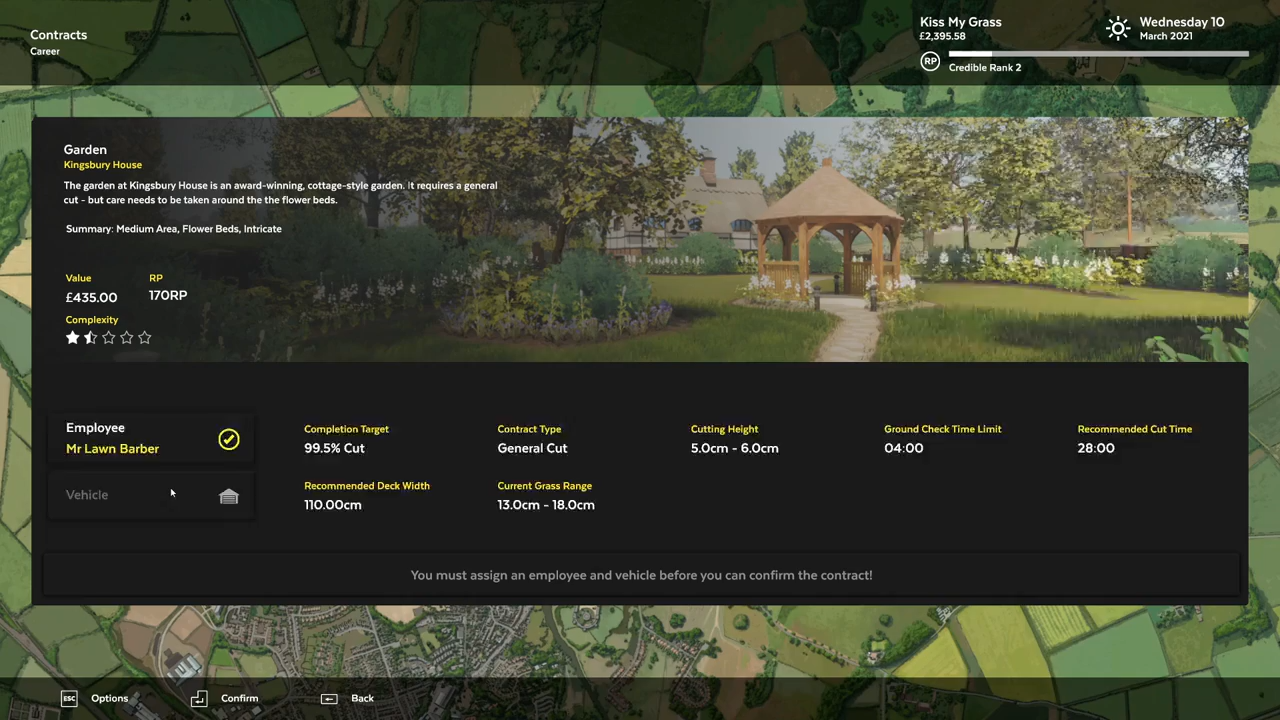 Contracts
Career
Kiss My Grass
£2,395.58
Wednesday 10
March 2021
RP
Credible Rank 2
Garden
Kingsbury House
The garden at Kingsbury House is an award-winning, cottage-style garden. It requires a general
cut - but care needs to be taken around the the flower beds.
Summary: Medium Area, Flower Beds, Intricate
Value
RP
£435.00
170RP
Complexity
Employee
Mr Lawn Barber
Vehicle
Completion Target
99.5% Cut
Contract Type
General Cut
Cutting Height
5.0cm - 6.0cm
Ground Check Time Limit
04:00
Recommended Cut Time
28:00
Recommended Deck Width
110.00cm
Current Grass Range
13.0cm - 18.0cm
You must assign an employee and vehicle before you can confirm the contract!
ESC Options
Confirm
Back